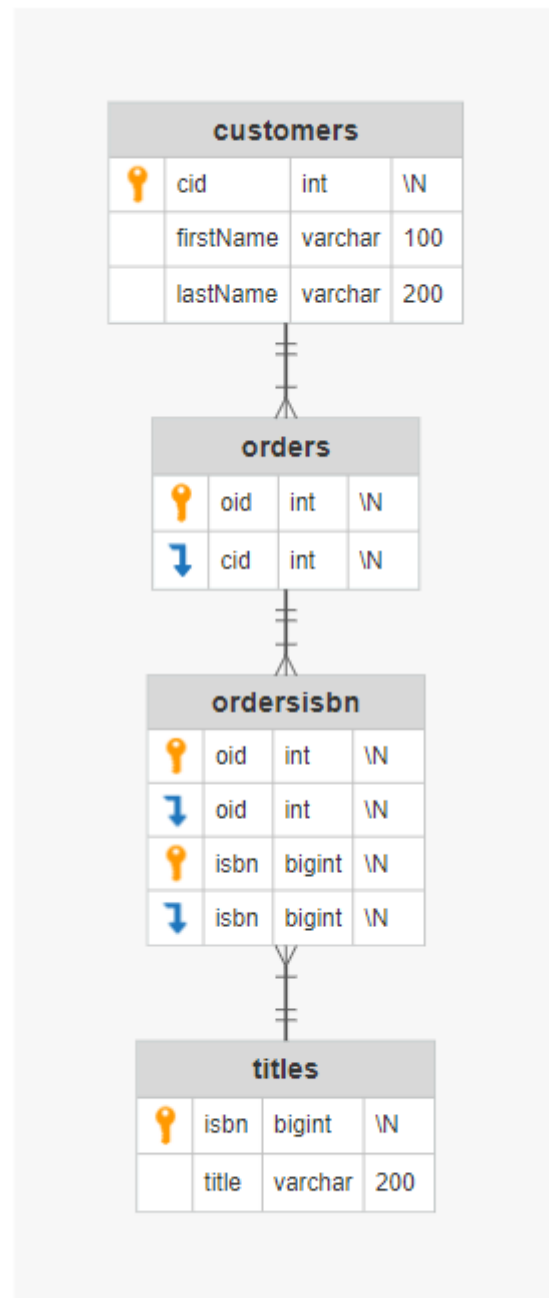 customers
cid int \N
firstName varchar 100
lastName varchar 200
orders
oid int \N
cid int \N
ordersisbn
oid int \N
oid int \N
isbn bigint \N
isbn bigint \N
titles
isbn bigint \N
title varchar 200